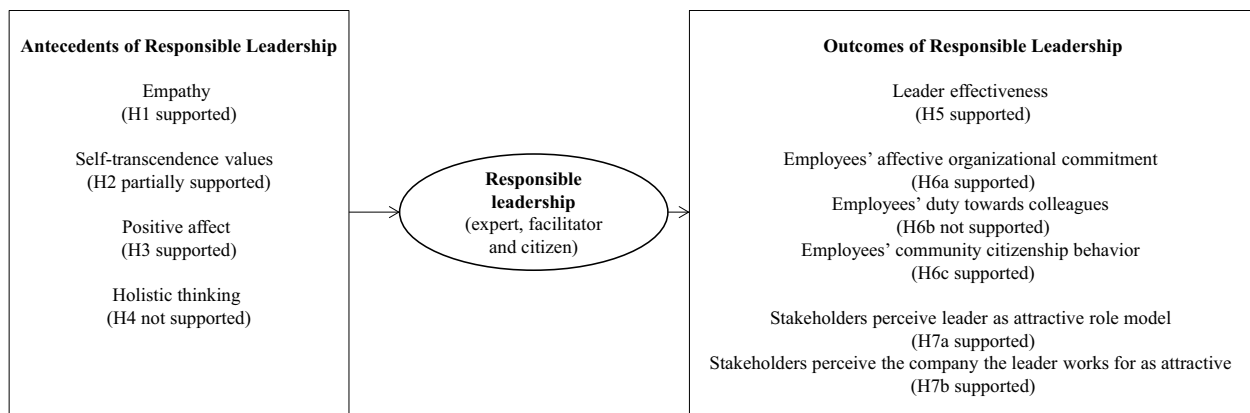 Antecedents of Responsible Leadership
Empathy
(H1 supported)
Self-transcendence values
(H2 partially supported)
Positive affect
(H3 supported)
Holistic thinking
(H4 not supported)
Responsible
leadership
(expert, facilitator
and citizen)
Outcomes of Responsible Leadership
Leader effectiveness
(H5 supported)
Employees’ affective organizational commitment
(H6a supported)
Employees’ duty towards colleagues
(H6b not supported)
Employees’ community citizenship behavior
(H6c supported)
Stakeholders perceive leader as attractive role model
(H7a supported)
Stakeholders perceive the company the leader works for as attractive
(H7b supported)